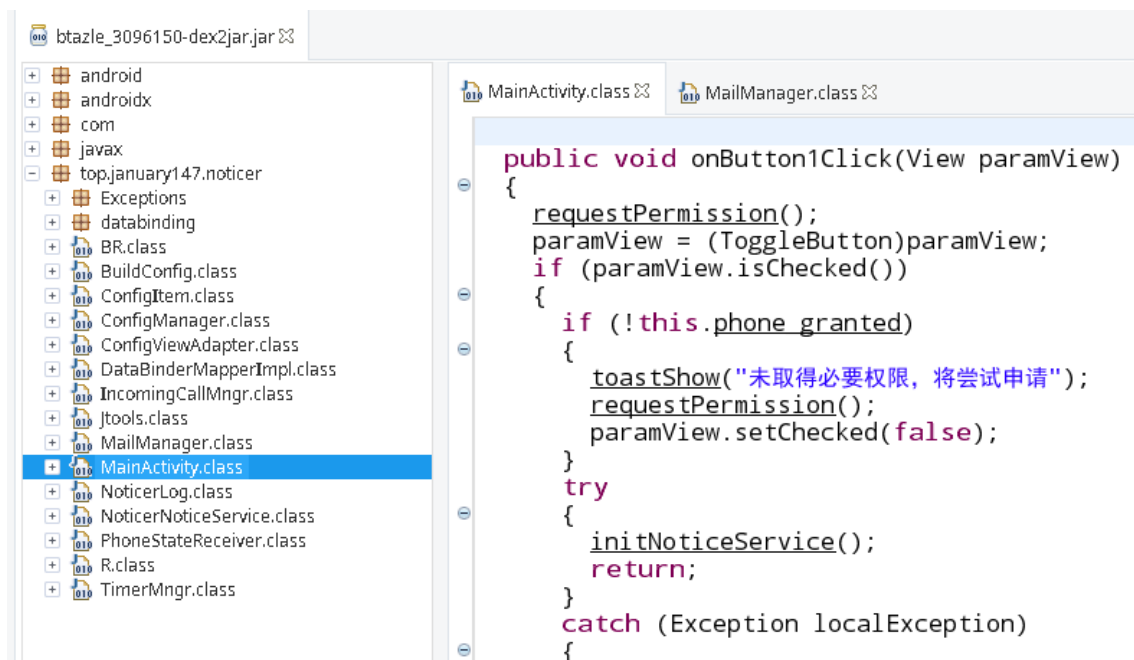 btazle_3096150-dex2jar.jar
android
androidx
com
javax
top.january147.noticer
Exceptions
databinding
BR.class
BuildConfig.class
ConfigItem.class
ConfigManager.class
ConfigViewAdapter.class
DataBinderMapperImpl.class
IncomingCallMngr.class
Jtools.class
MailManager.class
MainActivity.class
NoticerLog.class
NoticerNoticeService.class
PhoneStateReceiver.class
R.class
TimerMngr.class
MainActivity.class MailManager.class
public void onButton1Click(View paramView)
{
requestPermission();
paramView = (ToggleButton)paramView;
if (paramView.isChecked())
{
if (!this.phone_granted)
{
toastShow("未取得必要权限，将尝试申请");
requestPermission();
paramView.setChecked(false);
}
try
{
initNoticeService();
return;
}
catch (Exception localException)
{